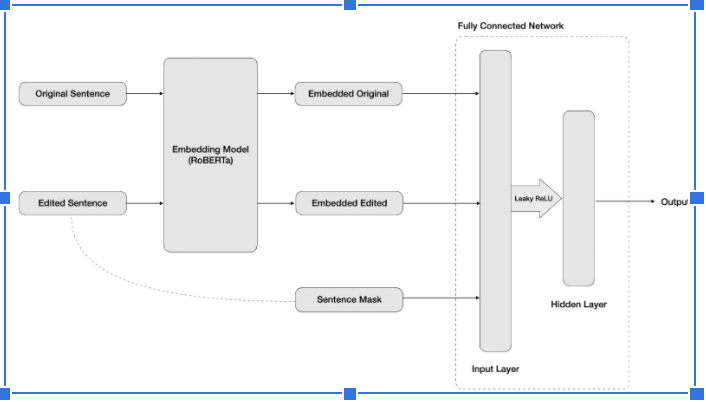 Fully Connected Network
Original Sentence
Embedded Original
Embedding Model
(RoBERTa)
Leaky ReLU
Edited Sentence
Embedded Edited
Output
Sentence Mask
Hidden Layer
Input Layer